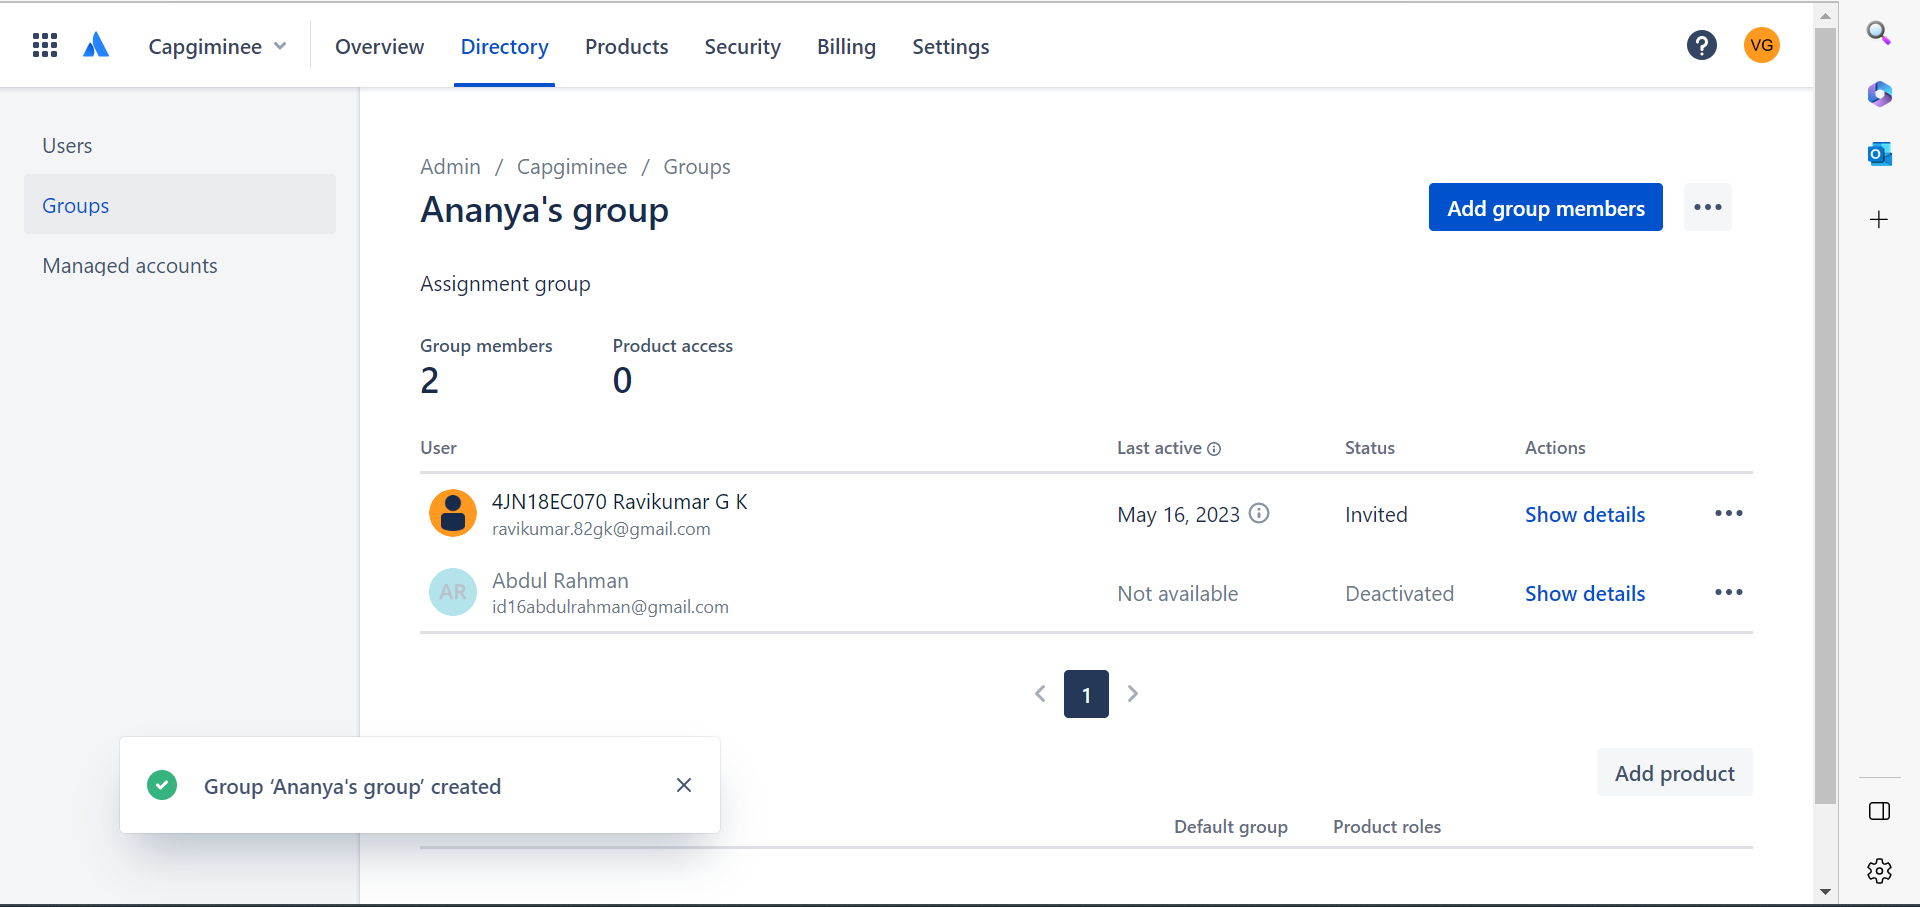 Capgiminee
Overview
Directory
Products
Security
Billing
Settings
VG
Users
Groups
Managed accounts
Admin / Capgiminee / Groups
Ananya's group
Add group members
Assignment group
Group members
2
Product access
0
User
Last active
Status
Actions
4JN18EC070 Ravikumar G K
ravikumar.82gk@gmail.com
May 16, 2023
Invited
Show details
AR
Abdul Rahman
id16abdulrahman@gmail.com
Not available
Deactivated
Show details
1
Group ‘Ananya's group’ created
Add product
Default group
Product roles